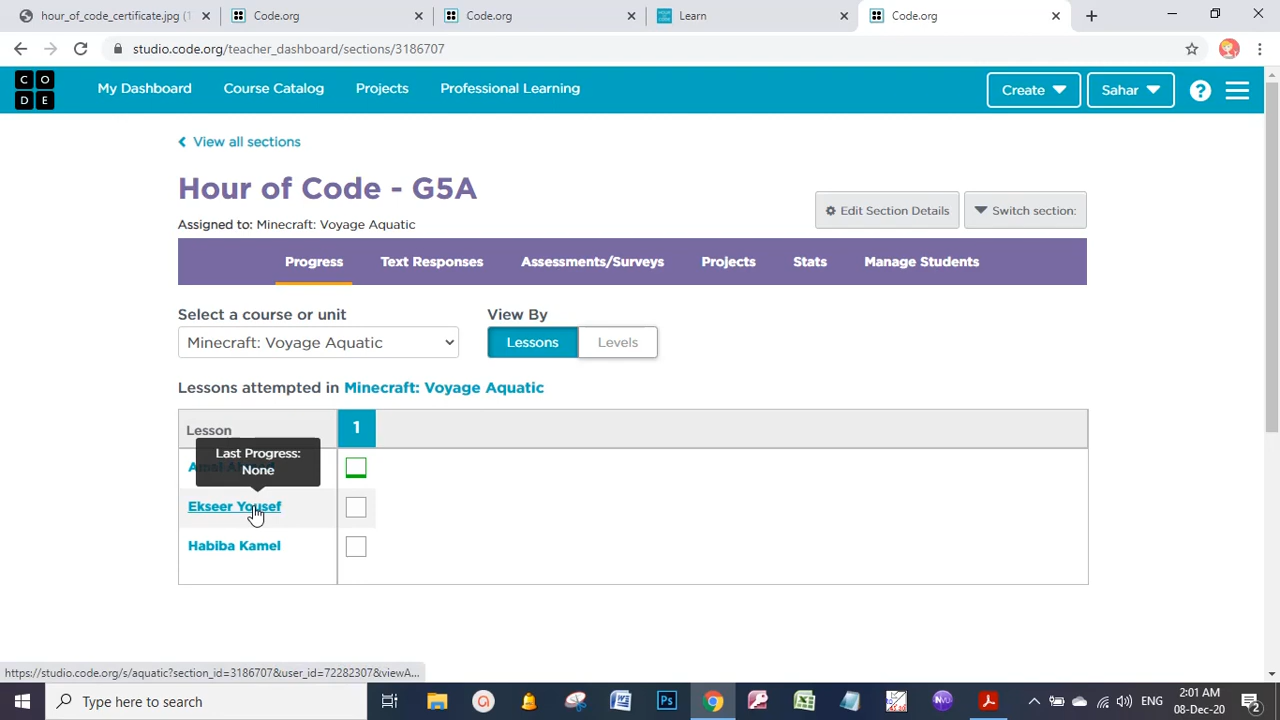 hour_of_code_certificate.jpg (1
Code.org
Code.org
Learn
Code.org
studio.code.org/teacher_dashboard/sections/3186707
C O
D E
My Dashboard
Course Catalog
Projects
Professional Learning
Create
Sahar
?
View all sections
Hour of Code - G5A
Assigned to: Minecraft: Voyage Aquatic
Edit Section Details
Switch section:
Progress
Text Responses
Assessments/Surveys
Projects
Stats
Manage Students
Select a course or unit
View By
Minecraft: Voyage Aquatic
Lessons
Levels
Lessons attempted in Minecraft: Voyage Aquatic
Lesson
1
Last Progress:
None
Ekseer Yousef
Habiba Kamel
https://studio.code.org/s/aquatic?section_id=3186707&user_id=72282307&viewA...
Type here to search
ENG
2:01 AM
08-Dec-20
2